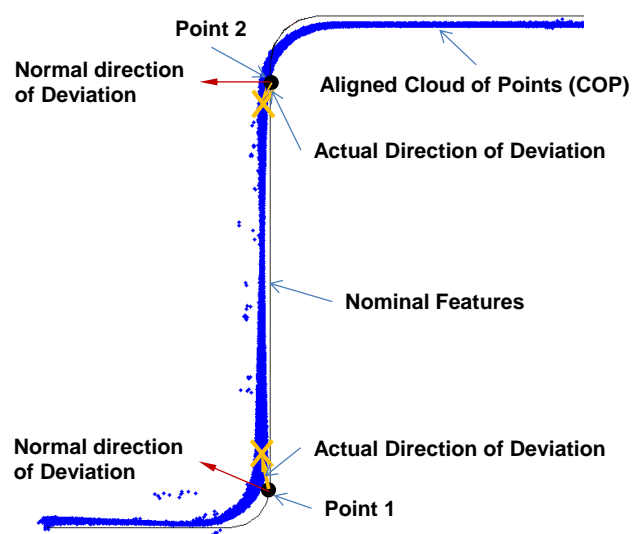 Point 2
Normal direction
of Deviation
Aligned Cloud of Points (COP)
Actual Direction of Deviation
Nominal Features
Normal direction
of Deviation
Actual Direction of Deviation
Point 1